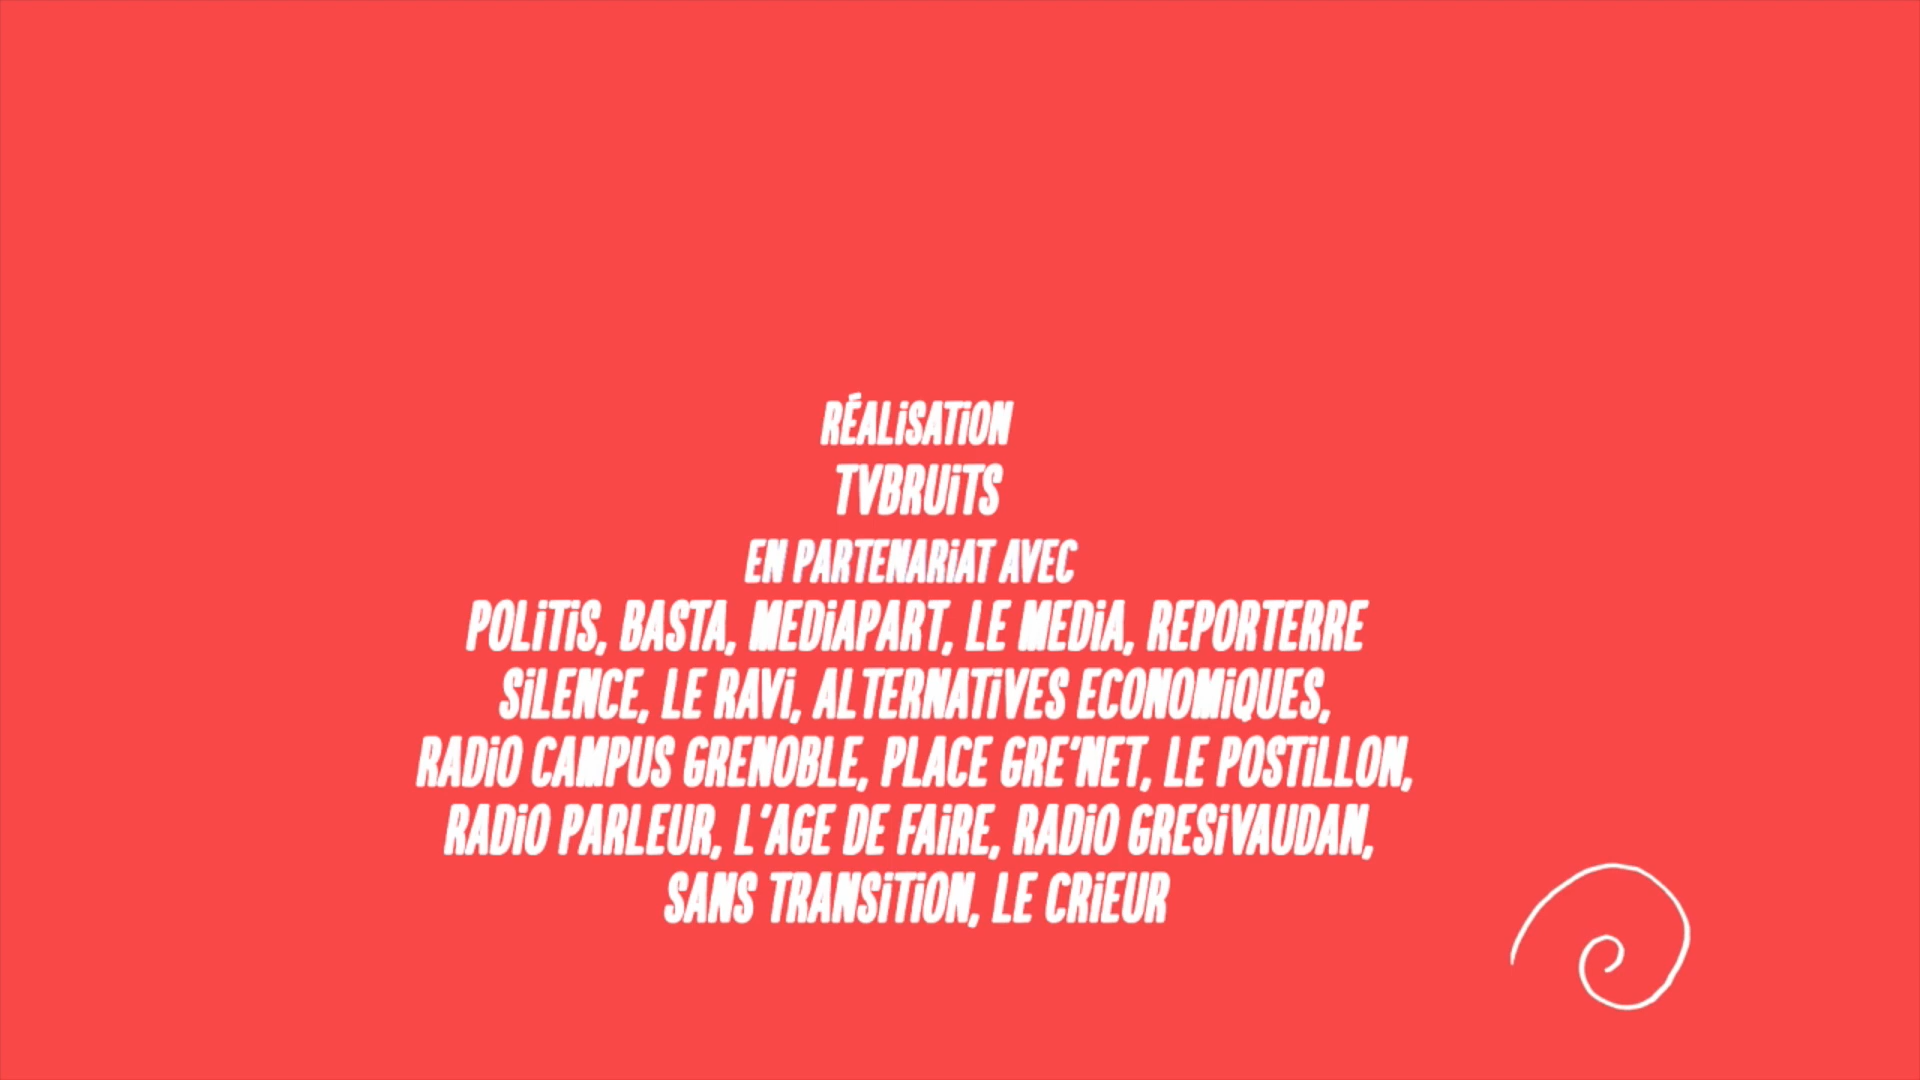 RÉALiSATiON
TVBRUiTS
EN PARTENARiAT AVEC
POLiTiS, BASTA, MEDiAPART, LE MEDiA, REPORTERRE
SiLENCE, LE RAVi, ALTERNATiVES ECONOMiQUES,
RADiO CAMPUS GRENOBLE, PLACE GRE'NET, LE POSTiLLON,
RADiO PARLEUR, L'AGE DE FAiRE, RADiO GRESiVAUDAN,
SANS TRANSiTiON, LE CRiEUR